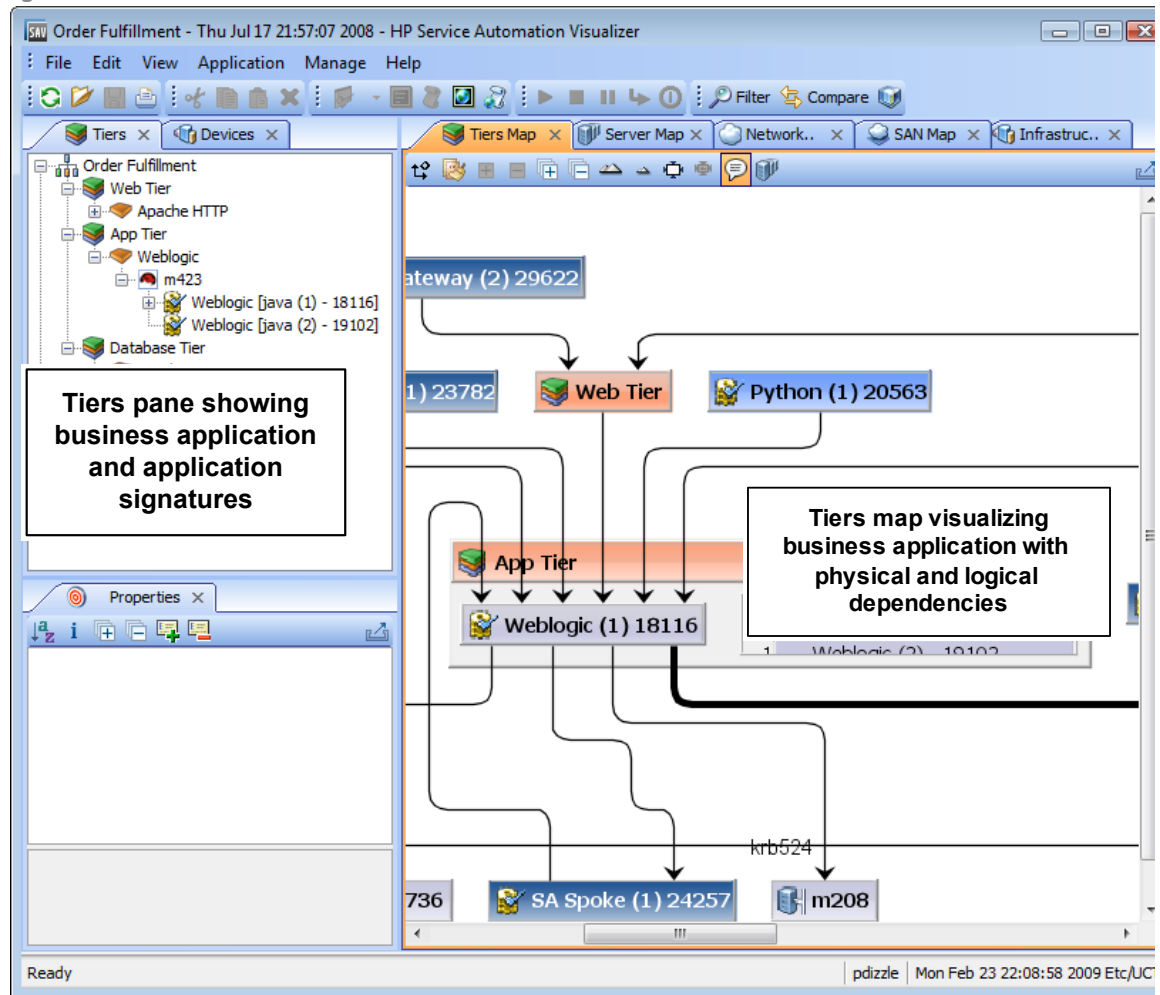 SAV Order Fulfillment - Thu Jul 17 21:57:07 2008 - HP Service Automation Visualizer
File Edit View Application Manage Help
Filter Compare
Tiers Devices
Order Fulfillment
Web Tier
Apache HTTP
App Tier
Weblogic
m423
Weblogic [java (1) - 18116]
Weblogic [java (2) - 19102]
Database Tier
Tiers pane showing
business application
and application
signatures
Properties
Tiers Map Server Map Network.. SAN Map Infrastruc..
ateway (2) 29622
1) 23782
Web Tier
Python (1) 20563
App Tier
Weblogic (1) 18116
Tiers map visualizing
business application with
physical and logical
dependencies
1 Weblogic (2) - 19102
krb524
736
SA Spoke (1) 24257
m208
Ready
pdizzle Mon Feb 23 22:08:58 2009 Etc/UCT